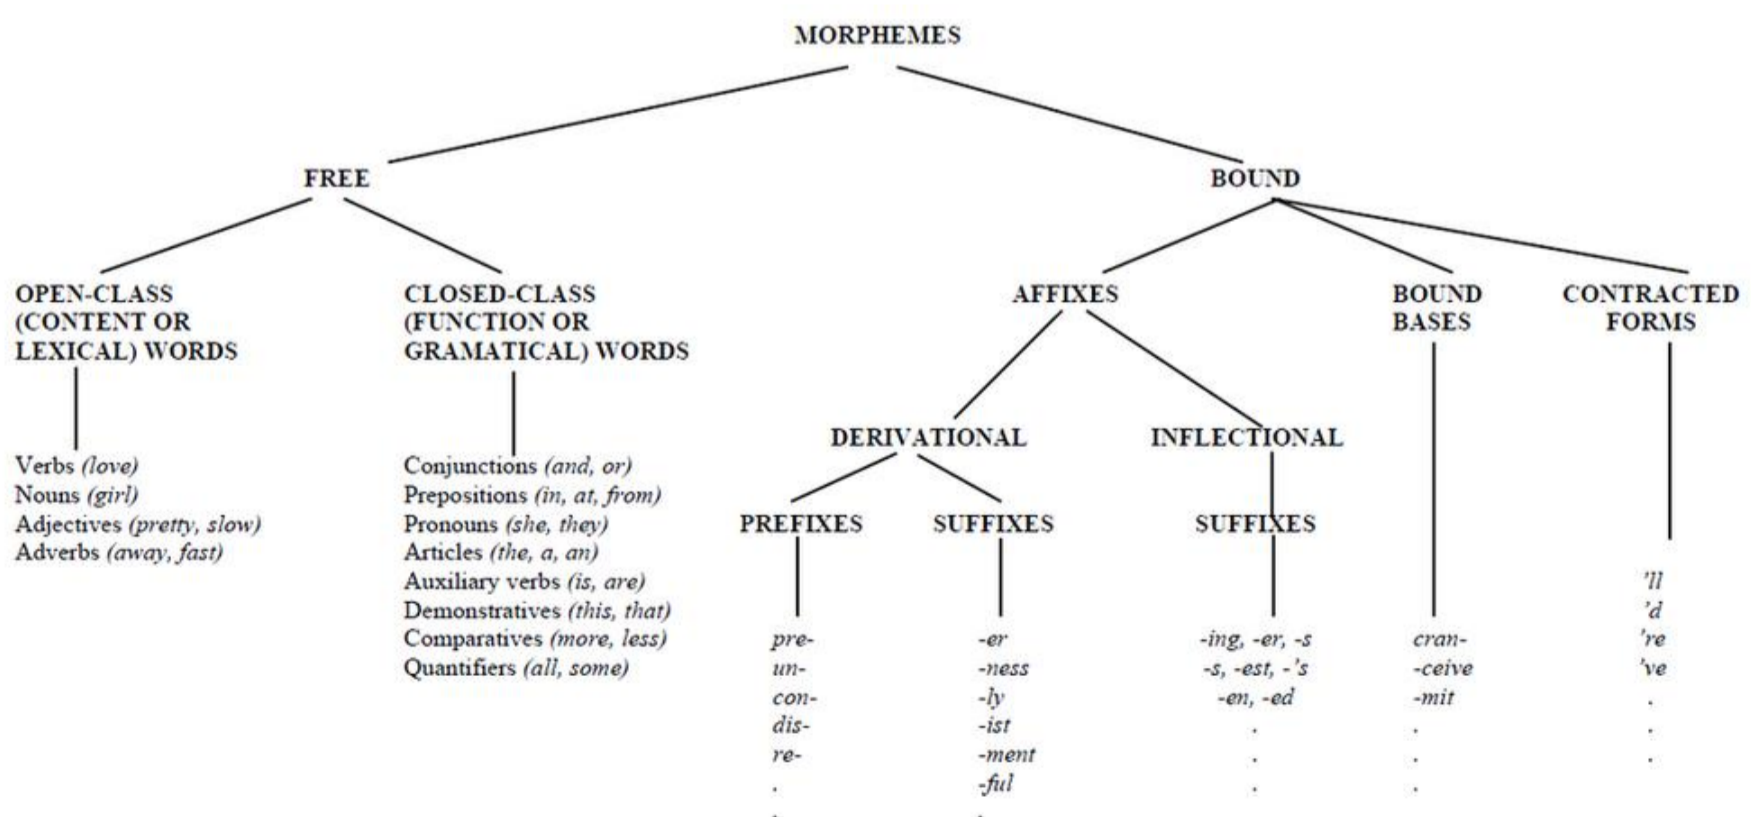 MORPHEMES
FREE
BOUND
OPEN-CLASS
(CONTENT OR
LEXICAL) WORDS
CLOSED-CLASS
(FUNCTION OR
GRAMATICAL) WORDS
AFFIXES
BOUND
BASES
CONTRACTED
FORMS
Verbs (love)
Nouns (girl)
Adjectives (pretty, slow)
Adverbs (away, fast)
Conjunctions (and, or)
Prepositions (in, at, from)
Pronouns (she, they)
Articles (the, a, an)
Auxiliary verbs (is, are)
Demonstratives (this, that)
Comparatives (more, less)
Quantifiers (all, some)
DERIVATIONAL
INFLECTIONAL
PREFIXES
SUFFIXES
SUFFIXES
pre-
un-
con-
dis-
re-
.
.
-er
-ness
-ly
-ist
-ment
-ful
.
-ing, -er, -s
-s, -est, -'s
-en, -ed
.
.
.
cran-
-ceive
-mit
.
.
.
'll
'd
're
've
.
.
.